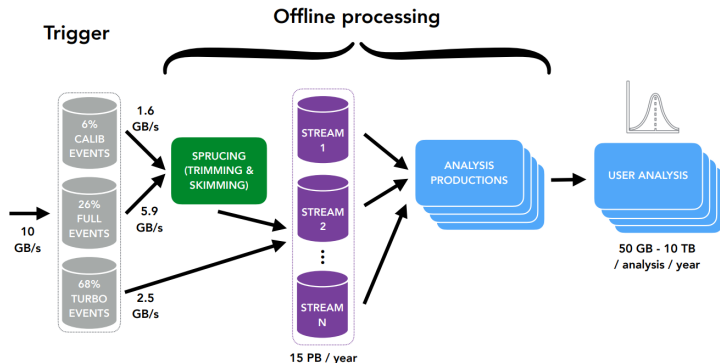 Offline processing
Trigger
10
GB/s
6%
CALIB
EVENTS
26%
FULL
EVENTS
68%
TURBO
EVENTS
1.6
GB/s
5.9
GB/s
2.5
GB/s
SPRUCING
(TRIMMING &
SKIMMING)
STREAM
1
STREAM
2
STREAM
N
15 PB / year
ANALYSIS
PRODUCTIONS
USER ANALYSIS
50 GB - 10 TB
/ analysis / year